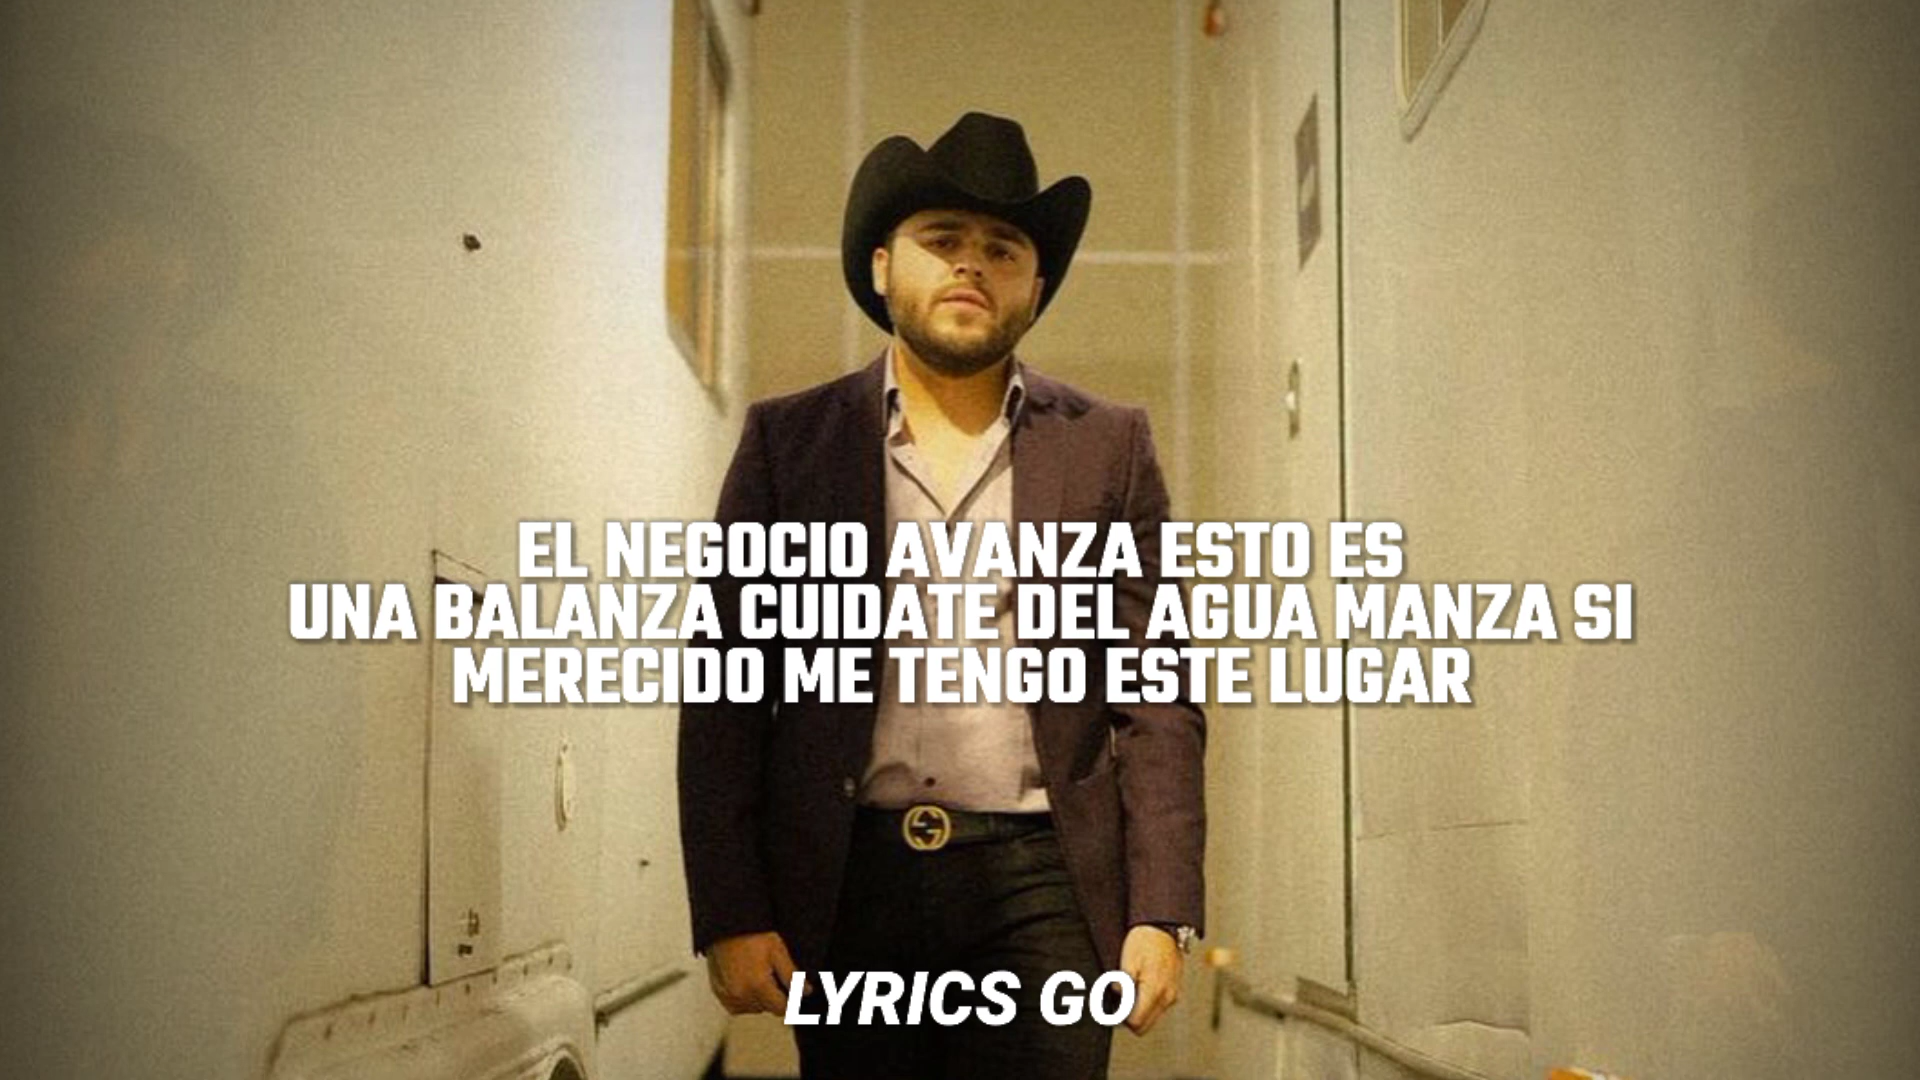 EL NEGOCIO AVANZA ESTO ES
UNA BALANZA CUIDATE DEL AGUA MANZA SI
MERECIDO ME TENGO ESTE LUGAR
LYRICS GO